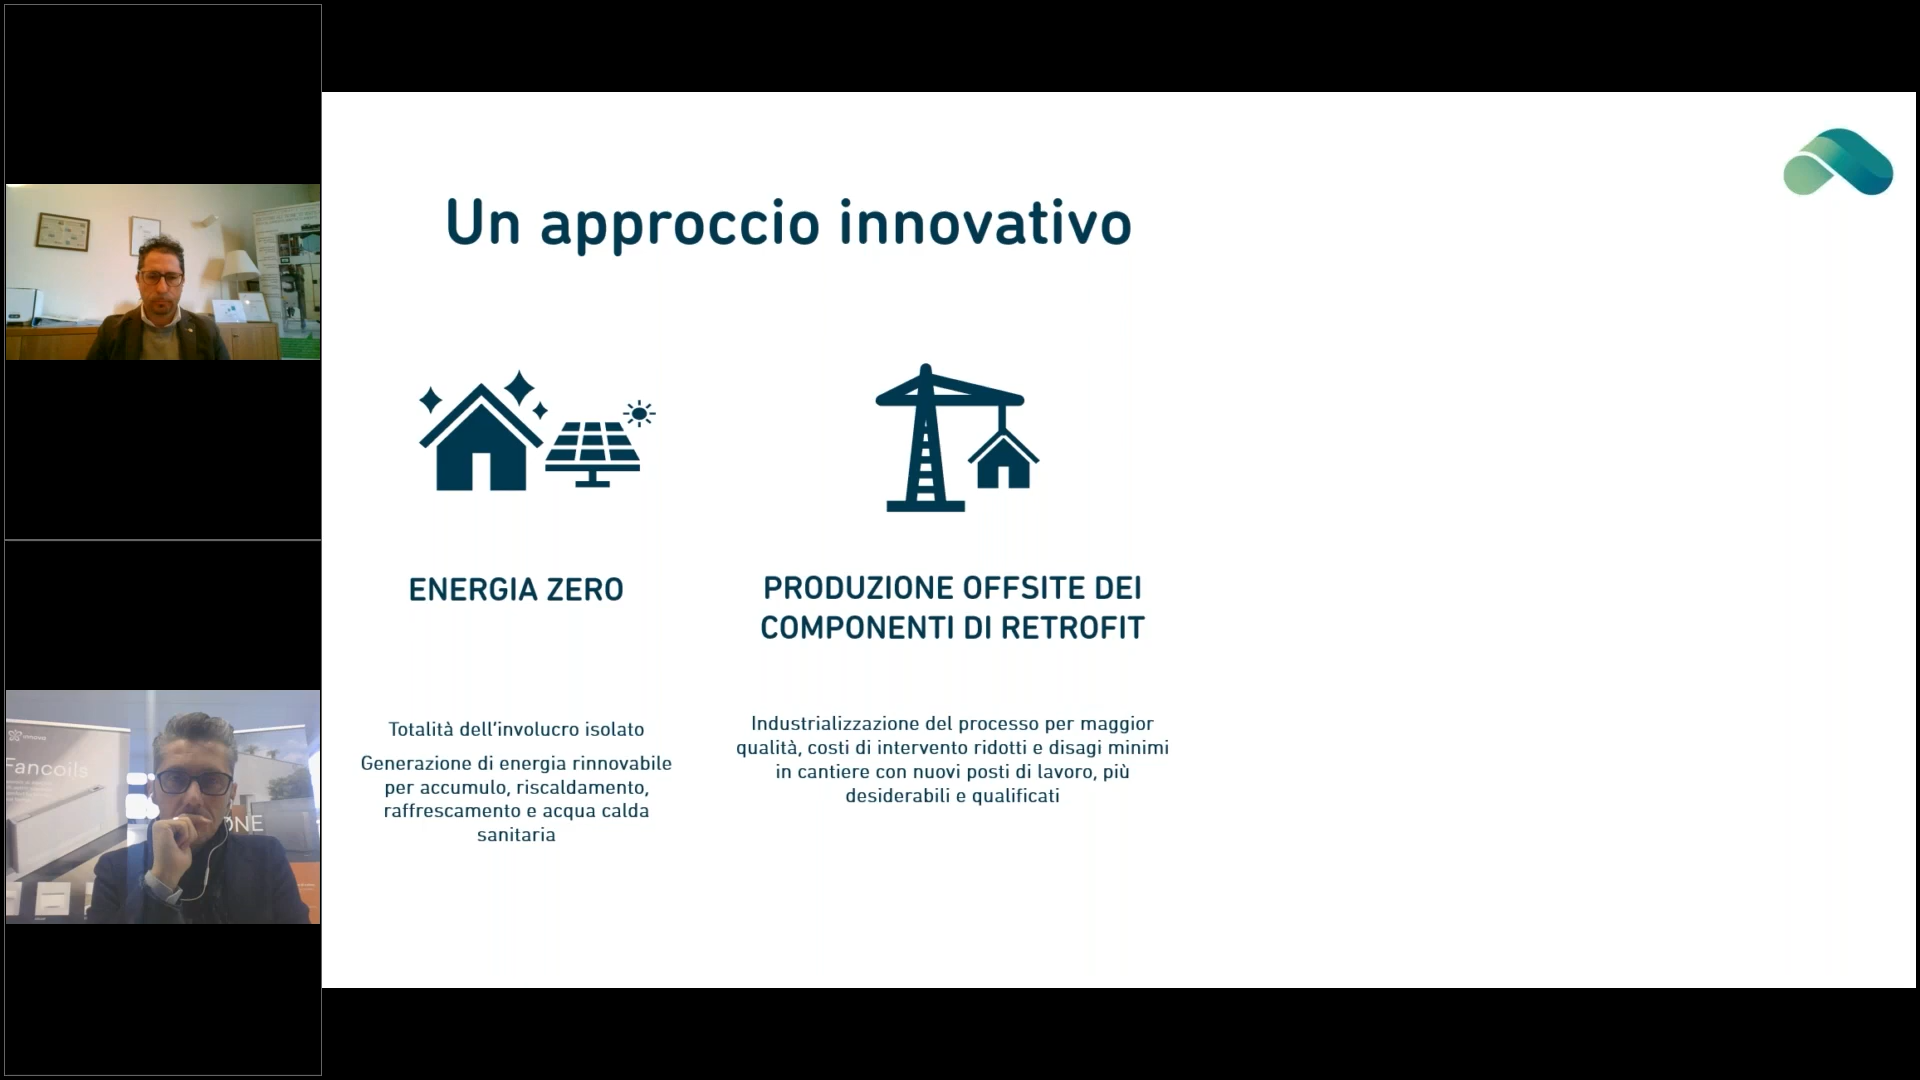 Un approccio innovativo
ENERGIA ZERO
PRODUZIONE OFFSITE DEI
COMPONENTI DI RETROFIT
Totalità dell'involucro isolato
Generazione di energia rinnovabile
per accumulo, riscaldamento,
raffrescamento e acqua calda
sanitaria
Industrializzazione del processo per maggior
qualità, costi di intervento ridotti e disagi minimi
in cantiere con nuovi posti di lavoro, più
desiderabili e qualificati
Fancoils